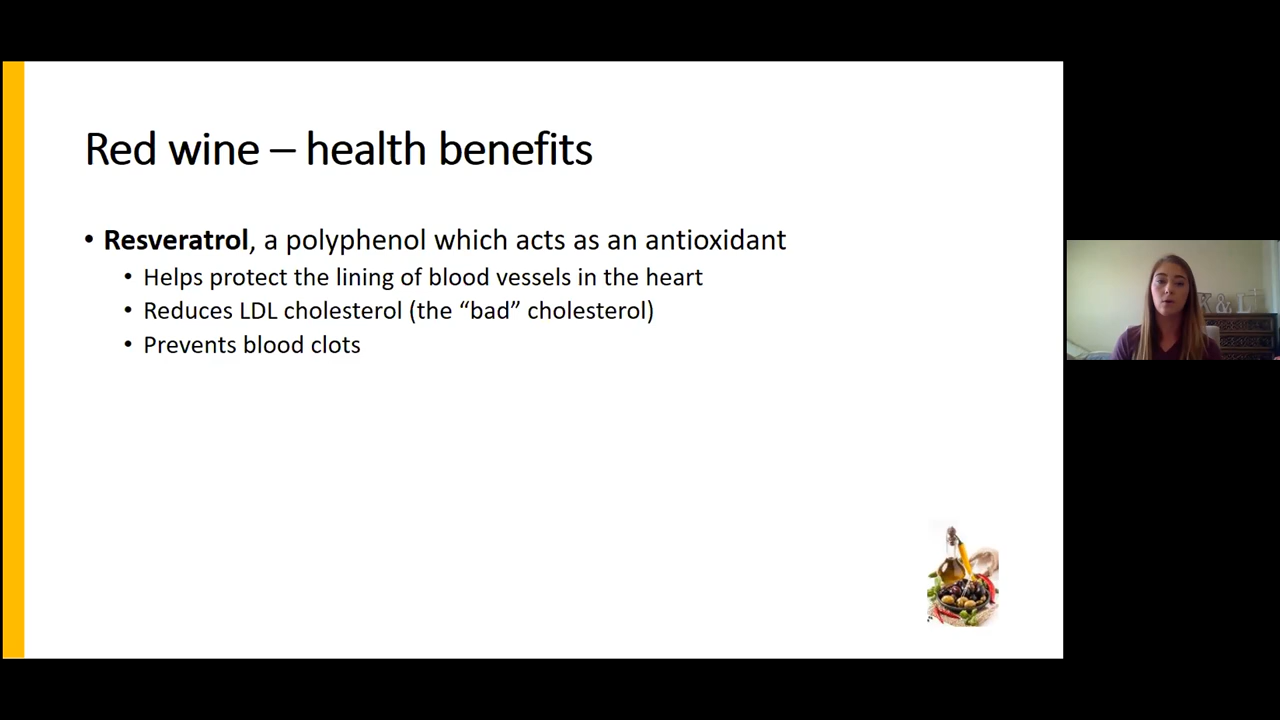 Red wine – health benefits
• Resveratrol, a polyphenol which acts as an antioxidant
• Helps protect the lining of blood vessels in the heart
• Reduces LDL cholesterol (the “bad” cholesterol)
• Prevents blood clots
K & L